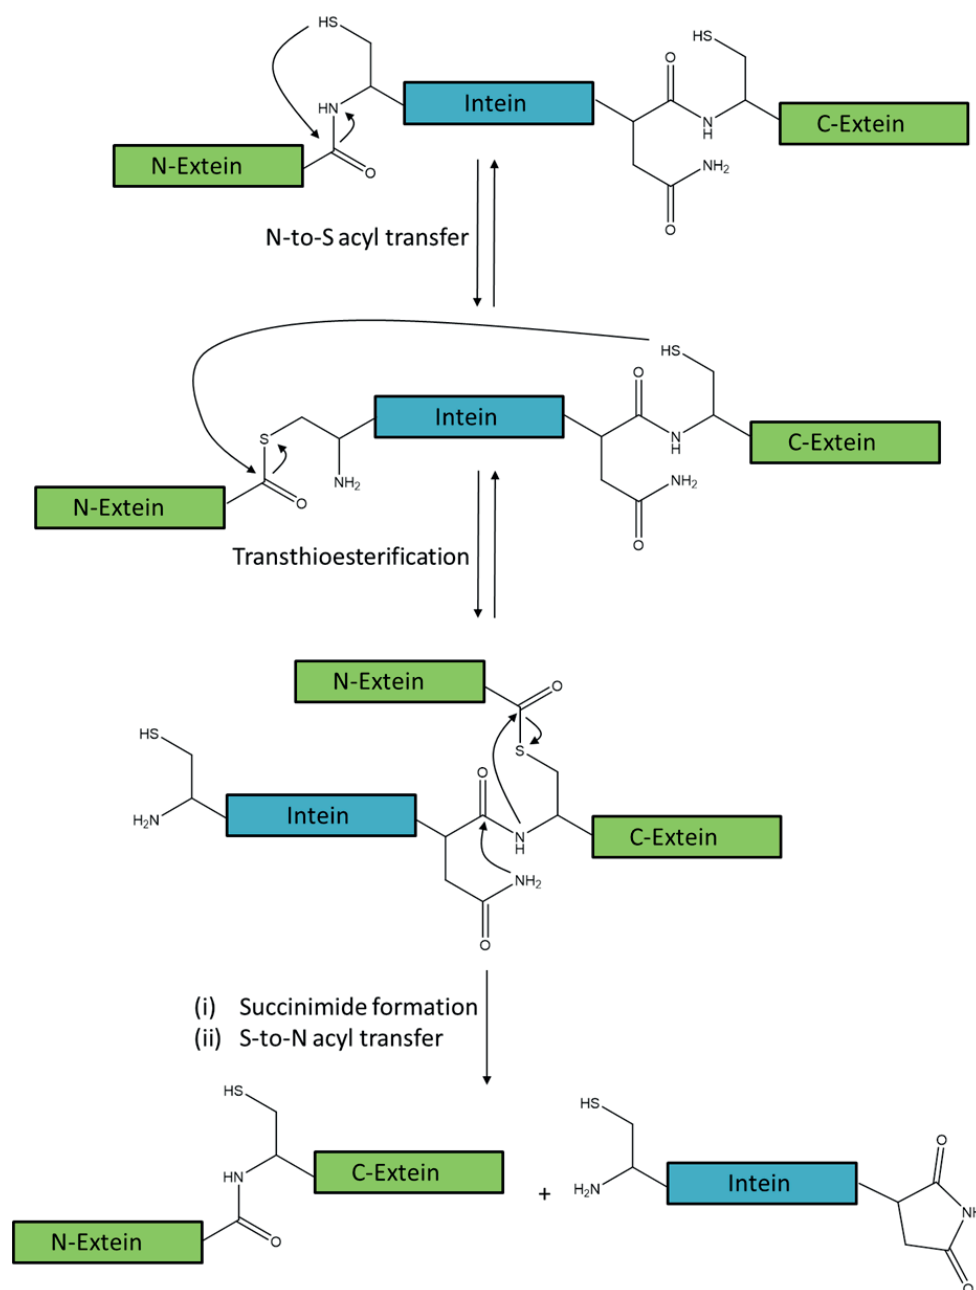 HS
HS
O
Intein
HN
N
H
C-Extein
N-Extein
O
NH₂
O
N-to-S acyl transfer
HS
O
Intein
S
N
H
C-Extein
NH₂
NH₂
N-Extein
O
O
Transthioesterification
N-Extein
O
HS
S
O
Intein
H₂N
N
H
C-Extein
NH₂
O
(i) Succinimide formation
(ii) S-to-N acyl transfer
HS
HS
O
C-Extein
HN
Intein
H₂N
+
NH
N-Extein
O
O